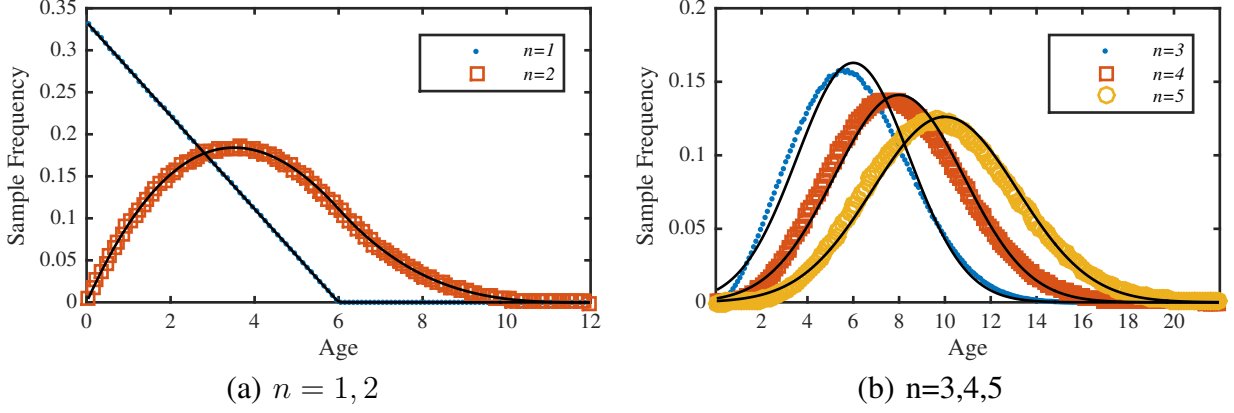 0.35
0.3
0.25
0.2
0.15
0.1
0.05
0
Sample Frequency
n=1
n=2
0 2 4 6 8 10 12
Age
(a) n = 1, 2
0.2
0.15
0.1
0.05
0
Sample Frequency
n=3
n=4
n=5
2 4 6 8 10 12 14 16 18 20
Age
(b) n=3,4,5